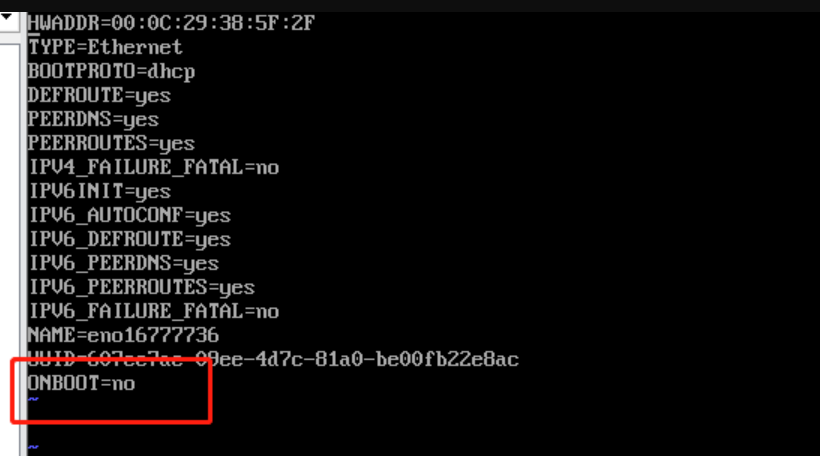 HWADDR=00:0C:29:38:5F:2F
TYPE=Ethernet
BOOTPROTO=dhcp
DEFROUTE=yes
PEERDNS=yes
PEERROUTES=yes
IPV4_FAILURE_FATAL=no
IPV6INIT=yes
IPV6_AUTOCONF=yes
IPV6_DEFROUTE=yes
IPV6_PEERDNS=yes
IPV6_PEERROUTES=yes
IPV6_FAILURE_FATAL=no
NAME=eno16777736
UUID=607ee7ac-09ee-4d7c-81a0-be00fb22e8ac
ONBOOT=no
~
~